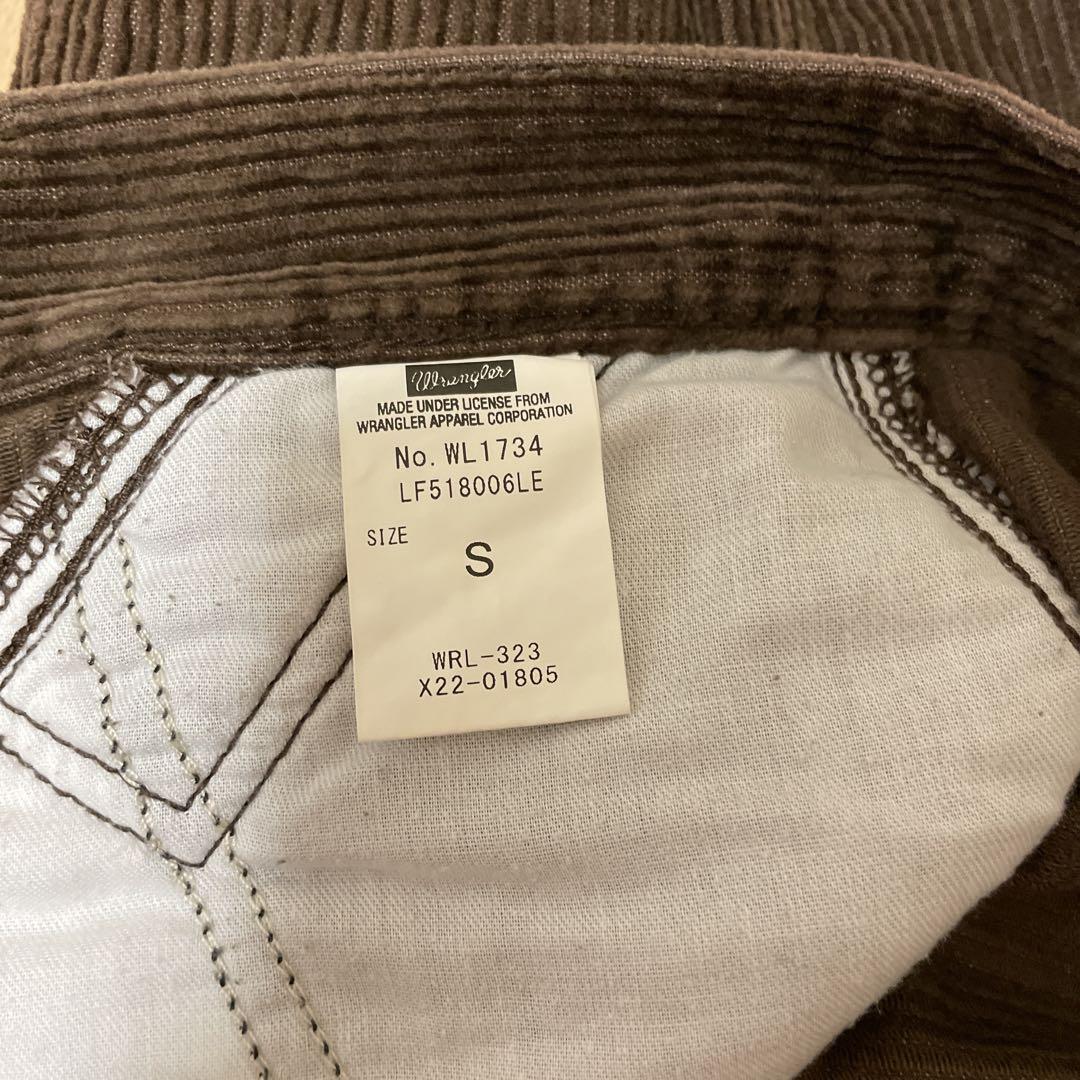 Wrangler
MADE UNDER LICENSE FROM
WRANGLER APPAREL CORPORATION
No. WL1734
LF518006LE
SIZE
S
WRL-323
X22-01805